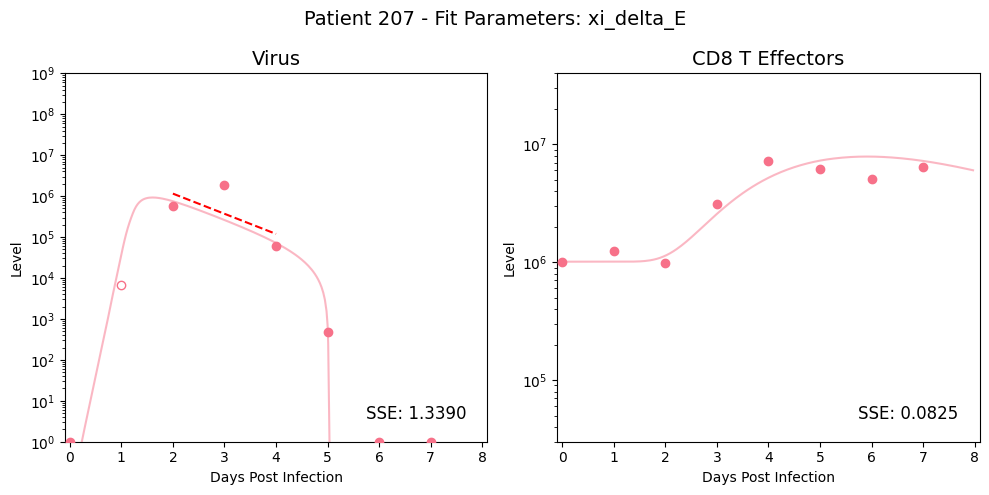 Patient 207 - Fit Parameters: xi_delta_E
Virus
CD8 T Effectors
Level
10^9
10^8
10^7
10^6
10^5
10^4
10^3
10^2
10^1
10^0
SSE: 1.3390
0 1 2 3 4 5 6 7 8
Days Post Infection
Level
10^7
10^6
10^5
SSE: 0.0825
0 1 2 3 4 5 6 7 8
Days Post Infection